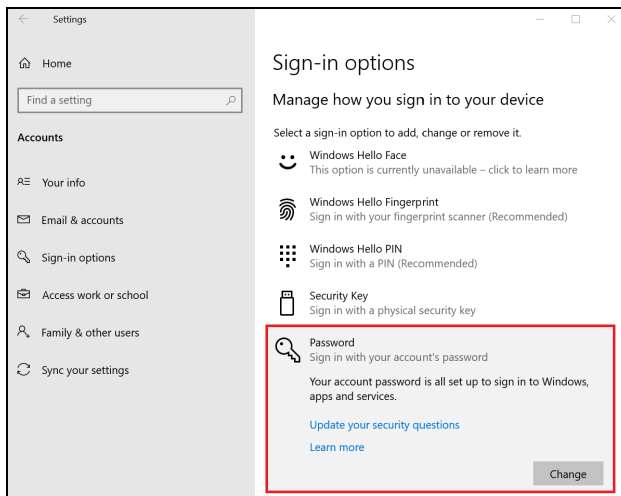 Settings
Home
Find a setting
Accounts
Your info
Email & accounts
Sign-in options
Access work or school
Family & other users
Sync your settings
Sign-in options
Manage how you sign in to your device
Select a sign-in option to add, change or remove it.
Windows Hello Face
This option is currently unavailable – click to learn more
Windows Hello Fingerprint
Sign in with your fingerprint scanner (Recommended)
Windows Hello PIN
Sign in with a PIN (Recommended)
Security Key
Sign in with a physical security key
Password
Sign in with your account's password
Your account password is all set up to sign in to Windows,
apps and services.
Update your security questions
Learn more
Change